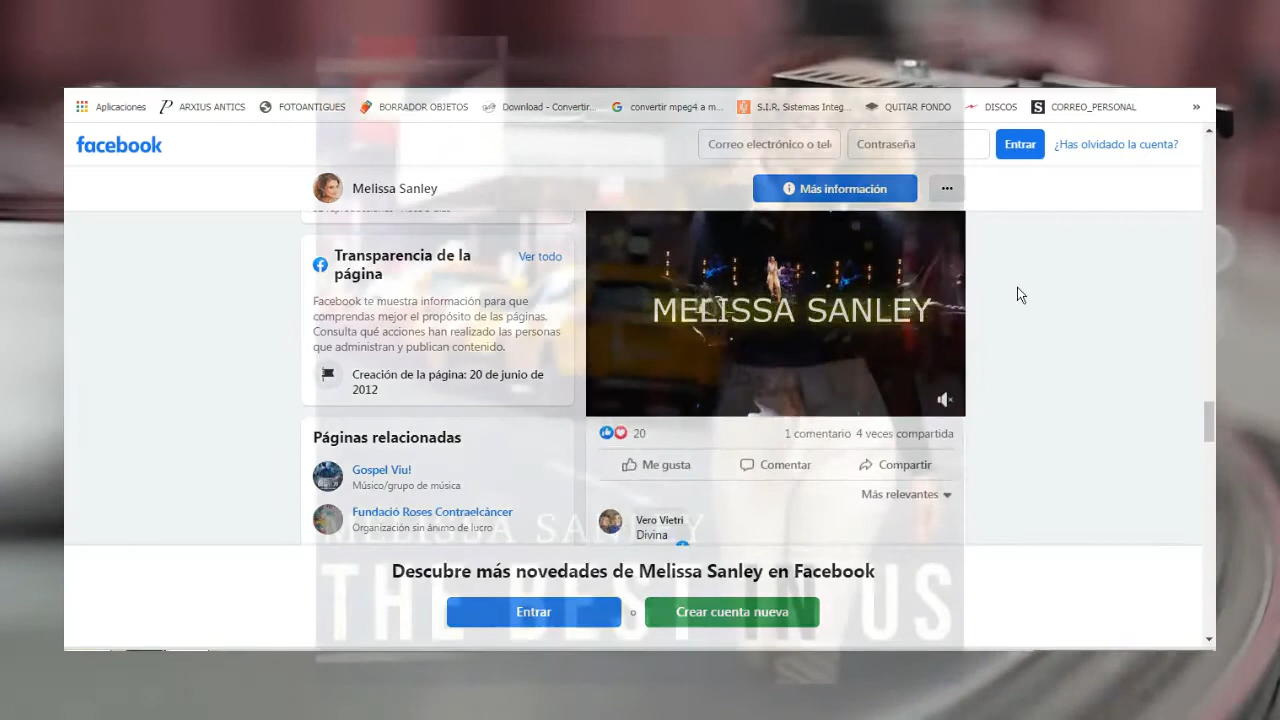 Aplicaciones ARXIUS ANTICS FOTOANTIGUES BORRADOR OBJETOS Download - Convertir... convertir mpeg4 a m... S.I.R. Sistemas Integ... QUITAR FONDO DISCOS CORREO_PERSONAL »
facebook
Correo electrónico o telé
Contraseña
Entrar
¿Has olvidado la cuenta?
Melissa Sanley
Más información
Transparencia de la
página
Ver todo
Facebook te muestra información para que
comprendas mejor el propósito de las páginas.
Consulta qué acciones han realizado las personas
que administran y publican contenido.
Creación de la página: 20 de junio de
2012
Páginas relacionadas
Gospel Viu!
Músico/grupo de música
Fundació Roses Contraelcàncer
Organización sin ánimo de lucro
MELISSA SANLEY
20
1 comentario 4 veces compartida
Me gusta
Comentar
Compartir
Más relevantes
Vero Vietri
Divina
MELISSA SANLEY
THE BEST IN US
Descubre más novedades de Melissa Sanley en Facebook
Entrar
o
Crear cuenta nueva